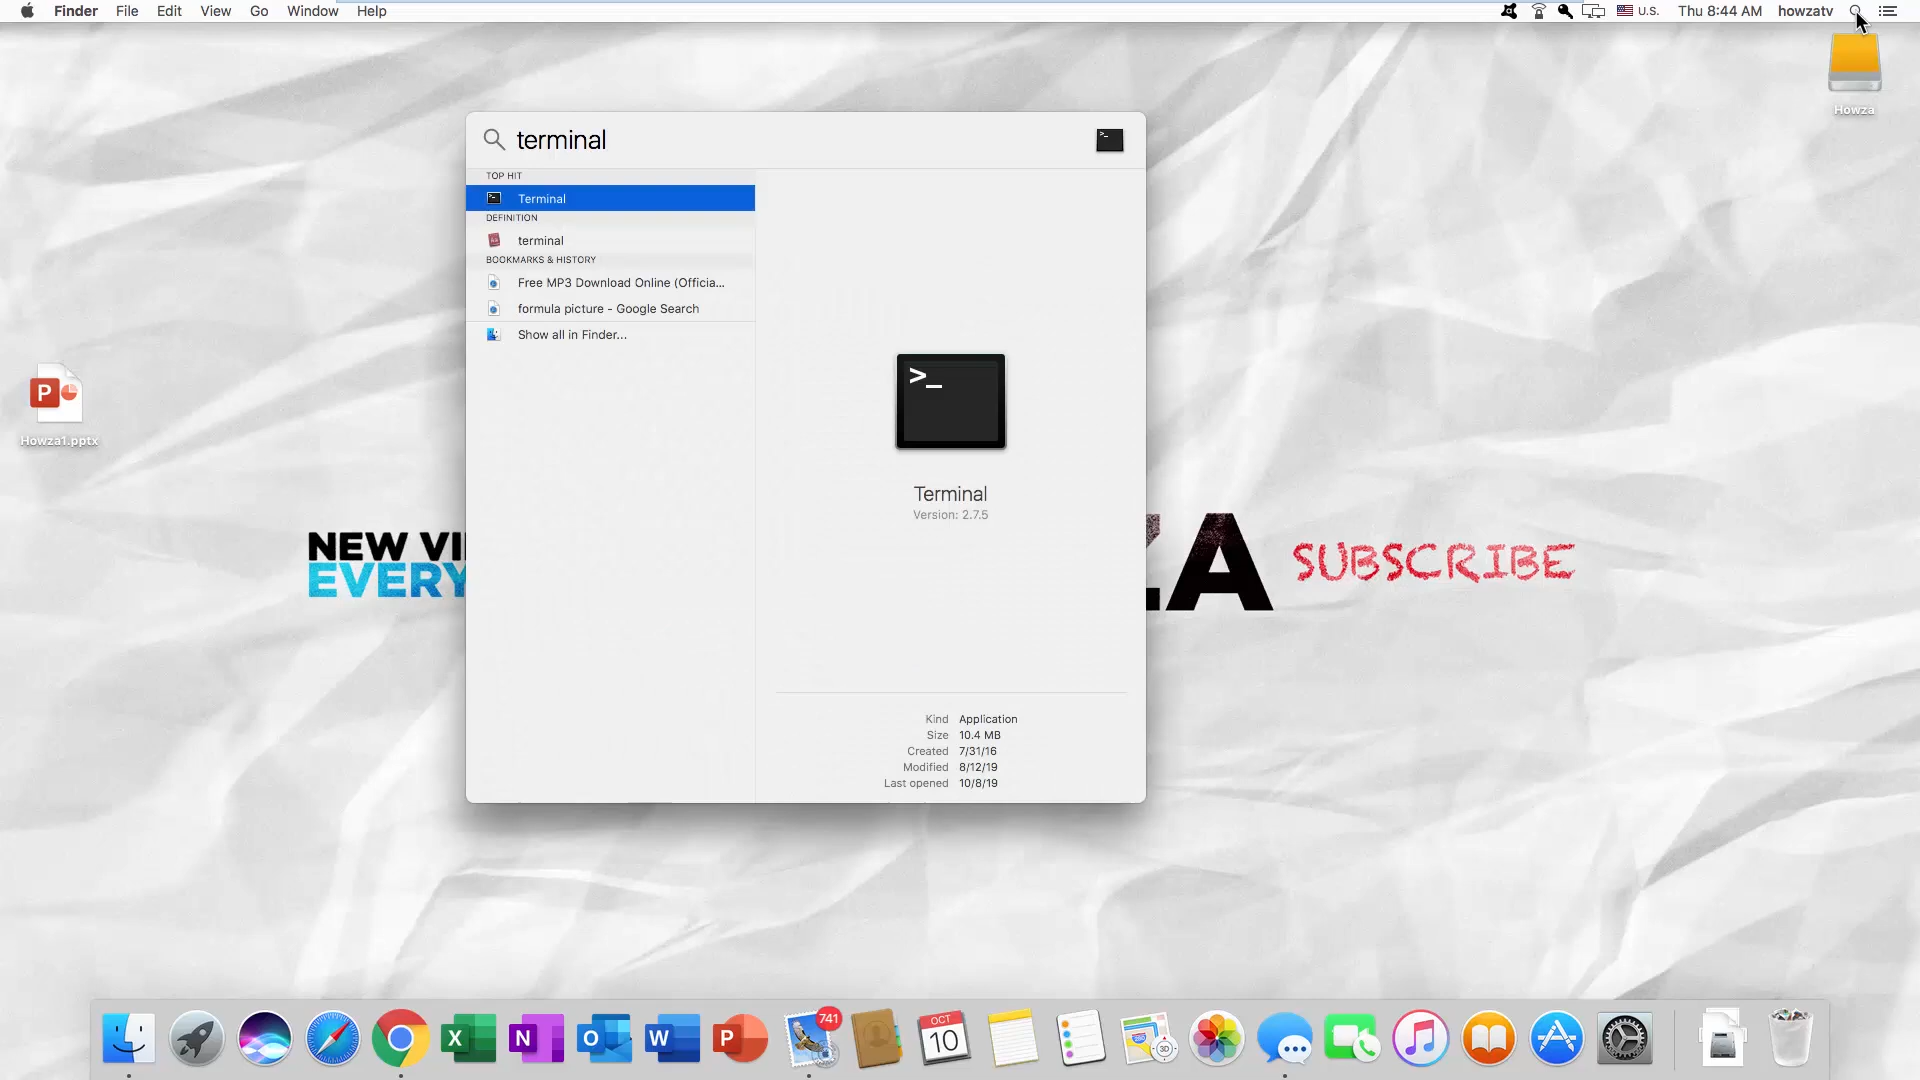 Finder File Edit View Go Window Help U.S. Thu 8:44 AM howzatv
Howza
terminal
TOP HIT
Terminal
DEFINITION
terminal
BOOKMARKS & HISTORY
Free MP3 Download Online (Officia...
formula picture - Google Search
Show all in Finder...
>_
Terminal
Version: 2.7.5
Kind Application
Size 10.4 MB
Created 7/31/16
Modified 8/12/19
Last opened 10/8/19
P
Howza1.pptx
NEW VI
EVERY
ZA
SUBSCRIBE
X
N
O
W
P
741
OCT
10
280
3D